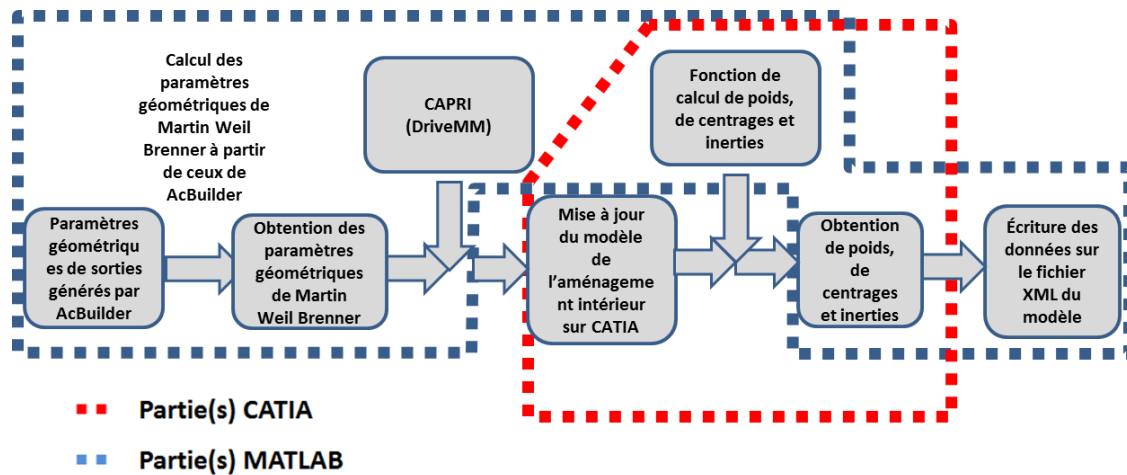 Calcul des
paramètres
géométriques de
Martin Weil
Brenner à partir
de ceux de
AcBuilder
CAPRI
(DriveMM)
Fonction de
calcul de poids,
de centrages et
inerties
Paramètres
géométriqu
es de sorties
générés par
AcBuilder
Obtention des
paramètres
géométriques
de Martin
Weil Brenner
Mise à jour
du modèle
de
l’aménageme
nt intérieur
sur CATIA
Obtention
de poids,
de
centrages
et inerties
Écriture des
données sur
le fichier
XML du
modèle
Partie(s) CATIA
Partie(s) MATLAB